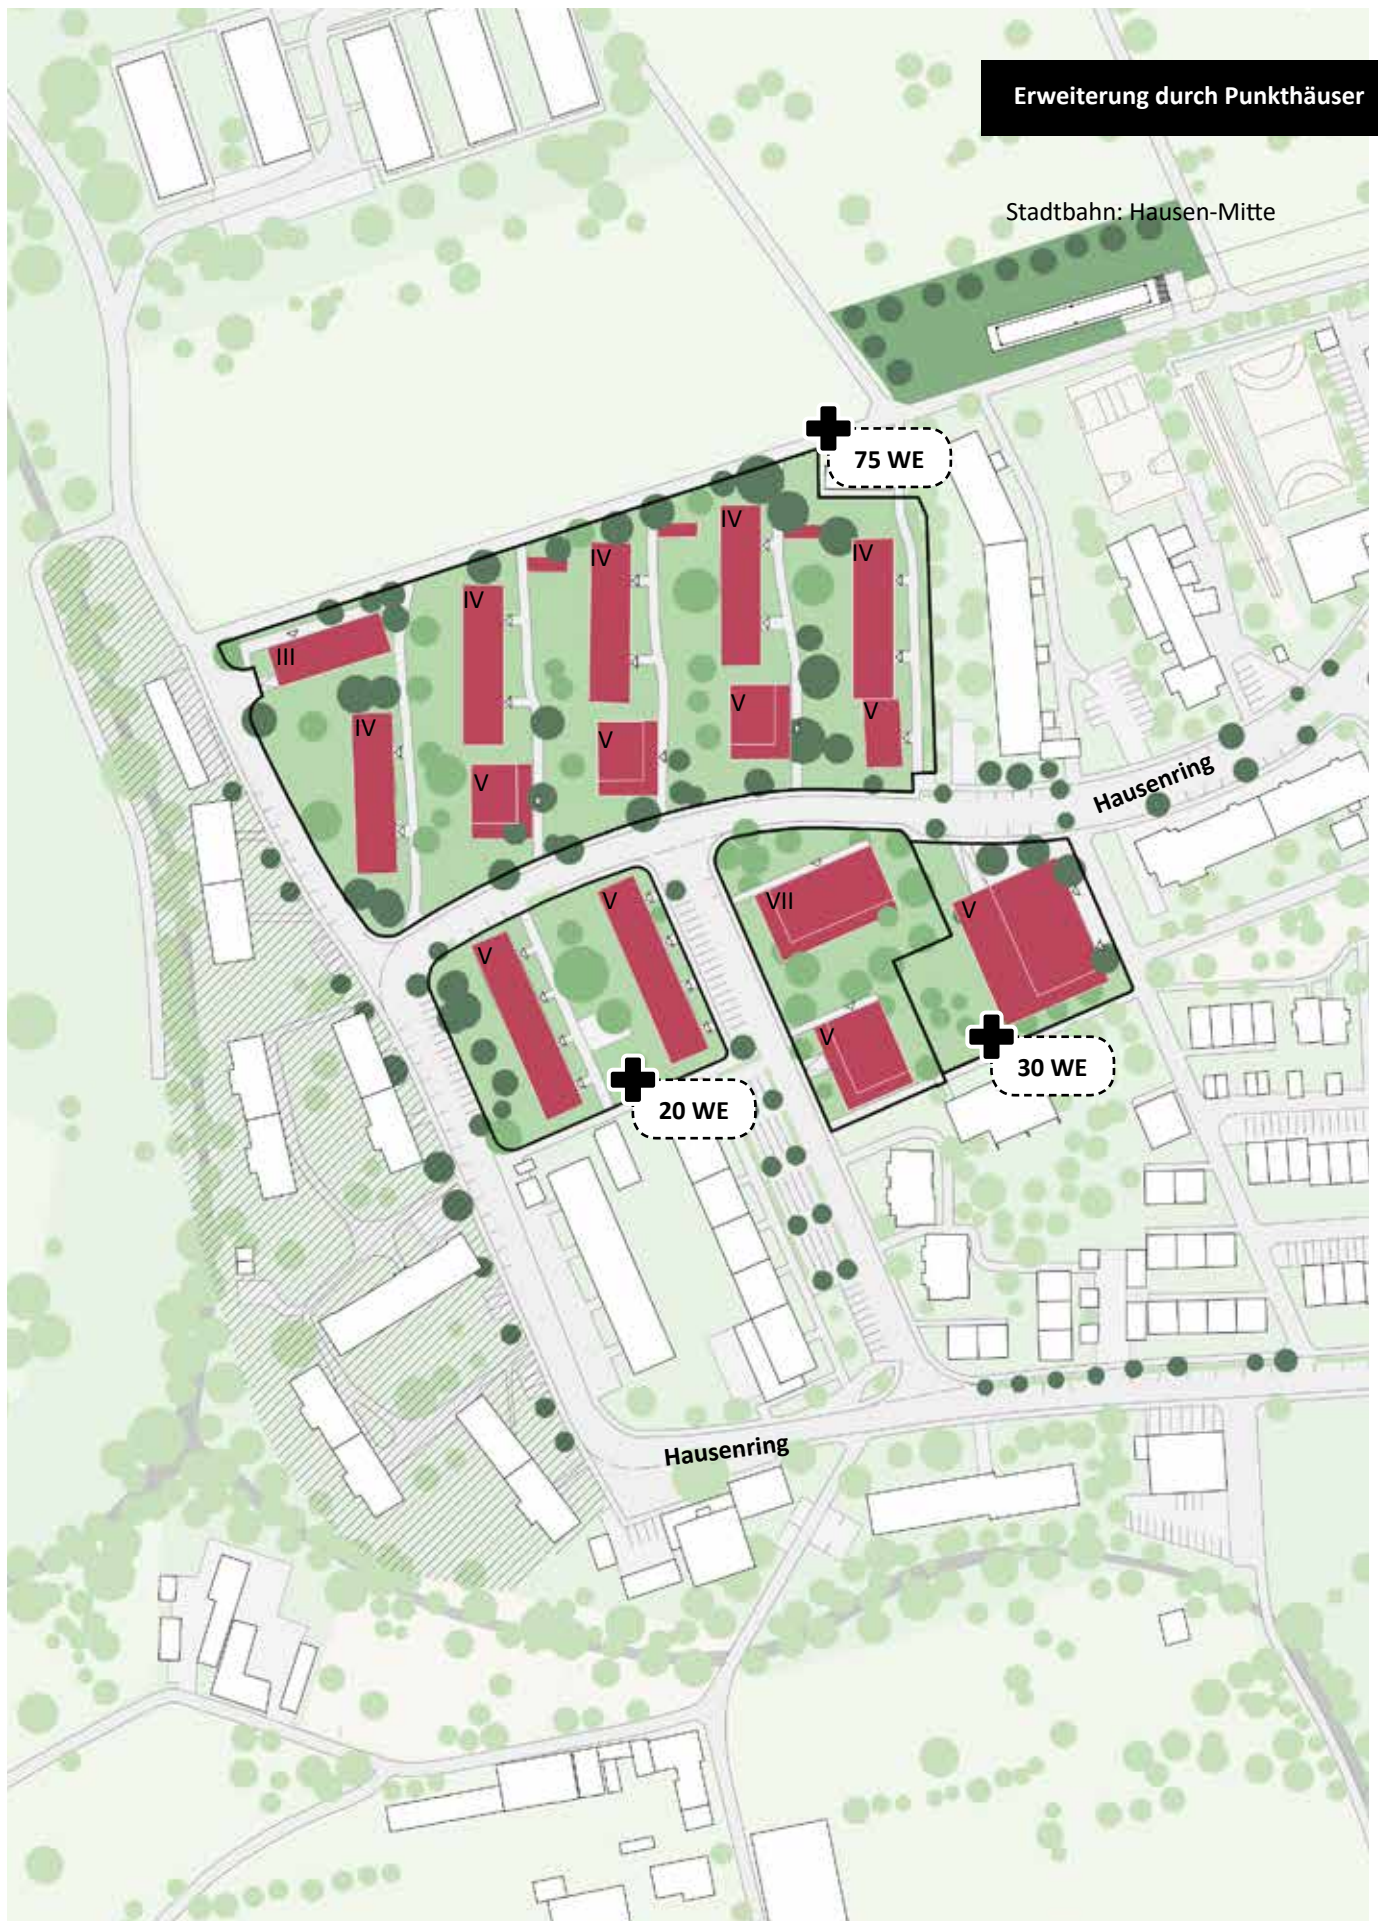 Erweiterung durch Punkthäuser
Stadtbahn: Hausen-Mitte
75 WE
IV
IV
IV
IV
III
V
V
IV
V
V
Hausenring
VII
V
V
V
V
30 WE
20 WE
Hausenring